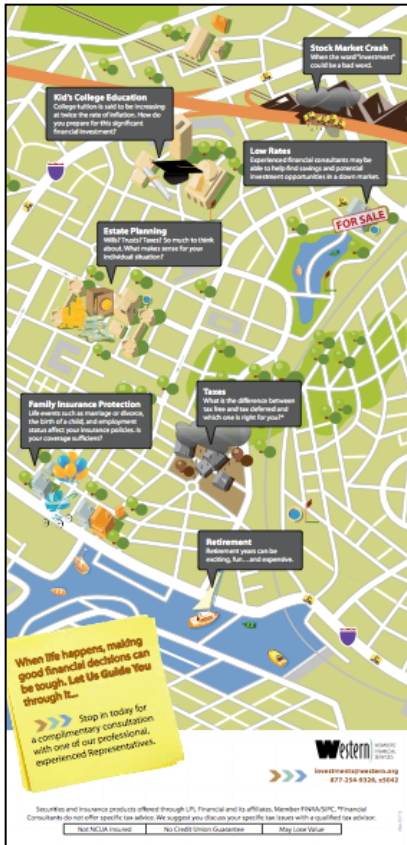 Stock Market Crash
When the word "investment"
could be a bad word.
Kid's College Education
College tuition is said to be increasing
at twice the rate of inflation. How do
you prepare for this significant
financial investment?
Low Rates
Experienced financial consultants may be
able to help find savings and potential
investment opportunities in a down market.
FOR SALE
Estate Planning
Wills? Trusts? Taxes? So much to think
about. What makes sense for your
individual situation?
Taxes
What is the difference between
tax free and tax deferred and
which one is right for you?*
Family Insurance Protection
Life events such as marriage or divorce,
the birth of a child, and employment
status affect your insurance policies. Is
your coverage sufficient?
Retirement
Retirement years can be
exciting, fun...and expensive.
When life happens, making
good financial decisions can
be tough. Let Us Guide You
through it...
Stop in today for
a complimentary consultation
with one of our professional,
experienced Representatives.
Western
investments@western.org
877-254-9328, x5042
Securities and Insurance products offered through LPL Financial and its affiliates, Member FINRA/SIPC. *Financial
Consultants do not offer specific tax advice. We suggest you discuss your specific tax issues with a qualified tax advisor.
Not NCUA Insured No Credit Union Guarantee May Lose Value